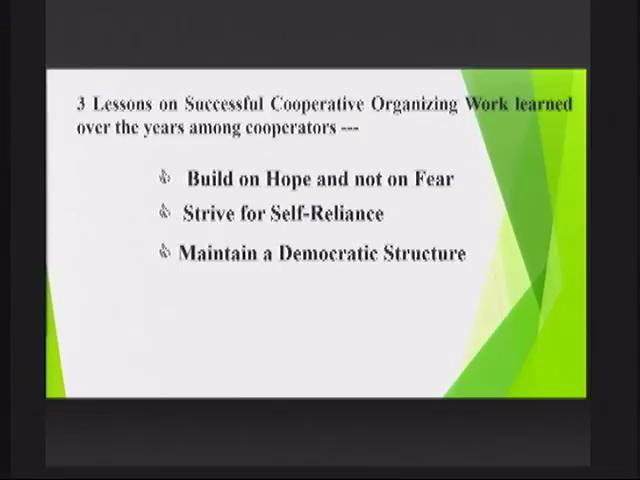 3 Lessons on Successful Cooperative Organizing Work learned
over the years among cooperators ---
Build on Hope and not on Fear
Strive for Self-Reliance
Maintain a Democratic Structure